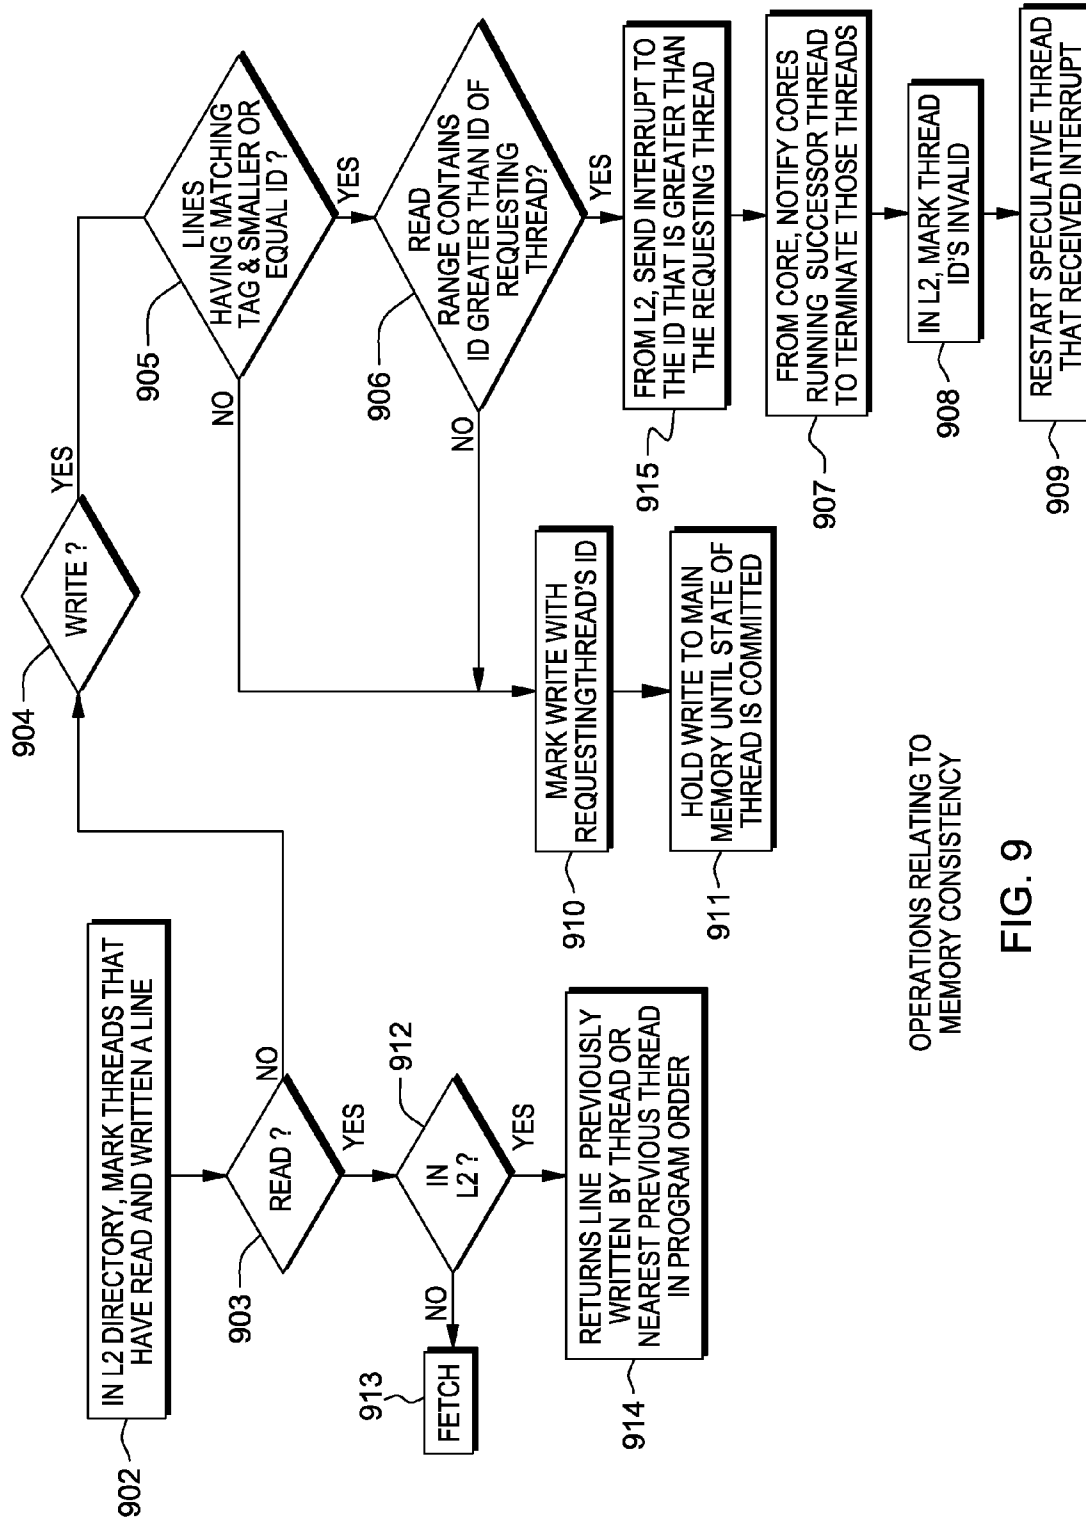 902
IN L2 DIRECTORY, MARK THREADS THAT
HAVE READ AND WRITTEN A LINE
903
READ ?
NO
YES
912
IN
L2 ?
NO
YES
913
FETCH
914
RETURNS LINE PREVIOUSLY
WRITTEN BY THREAD OR
NEAREST PREVIOUS THREAD
IN PROGRAM ORDER
904
WRITE ?
YES
905
LINES
HAVING MATCHING
TAG & SMALLER OR
EQUAL ID ?
NO
YES
906
READ
RANGE CONTAINS
ID GREATER THAN ID OF
REQUESTING
THREAD?
NO
YES
910
MARK WRITE WITH
REQUESTINGTHREAD'S ID
911
HOLD WRITE TO MAIN
MEMORY UNTIL STATE OF
THREAD IS COMMITTED
915
FROM L2, SEND INTERRUPT TO
THE ID THAT IS GREATER THAN
THE REQUESTING THREAD
907
FROM CORE, NOTIFY CORES
RUNNING SUCCESSOR THREAD
TO TERMINATE THOSE THREADS
908
IN L2, MARK THREAD
ID'S INVALID
909
RESTART SPECULATIVE THREAD
THAT RECEIVED INTERRUPT
OPERATIONS RELATING TO
MEMORY CONSISTENCY
FIG. 9